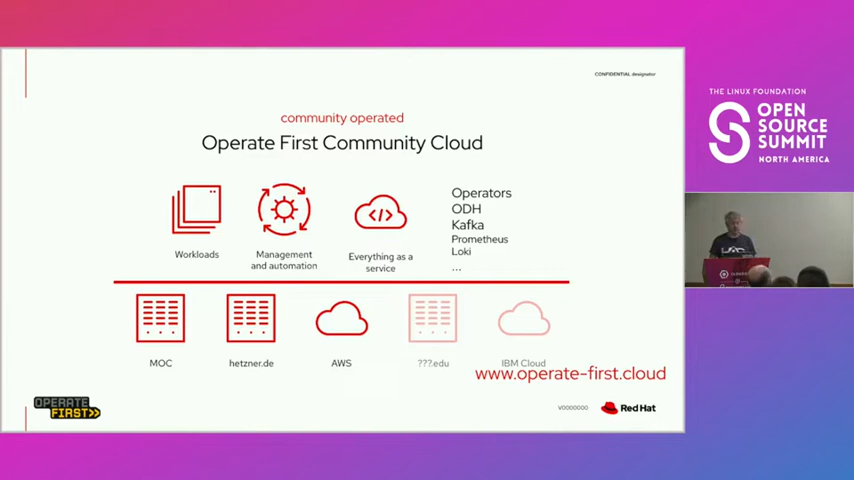 CONFIDENTIAL designator
community operated
Operate First Community Cloud
Workloads
Management
and automation
Everything as a
service
Operators
ODH
Kafka
Prometheus
Loki
...
MOC
hetzner.de
AWS
???.edu
IBM Cloud
www.operate-first.cloud
OPERATE
FIRST
V0000000
Red Hat
THE LINUX FOUNDATION
OPEN
SOURCE
SUMMIT
NORTH AMERICA